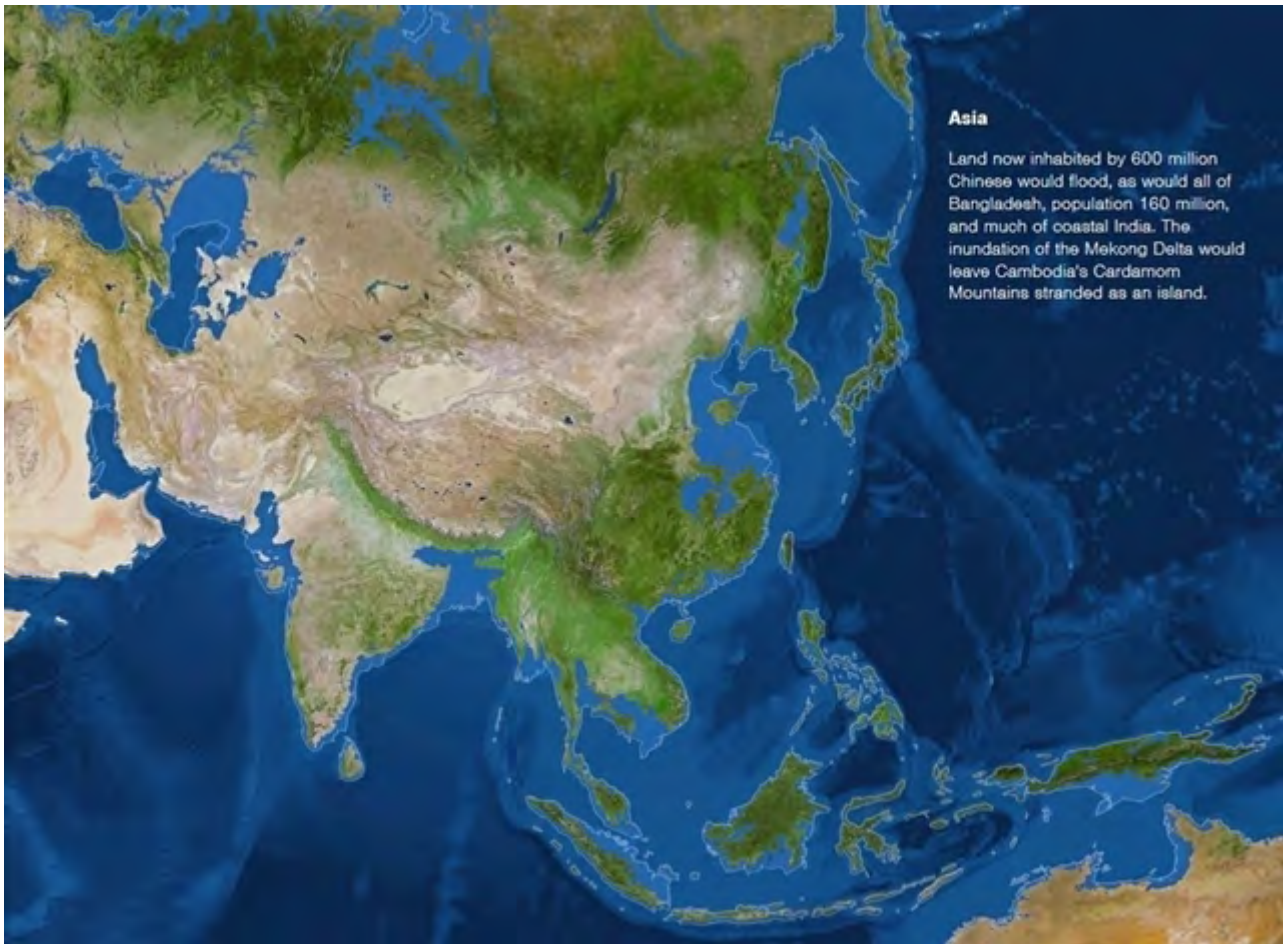 Asia
Land now inhabited by 600 million
Chinese would flood, as would all of
Bangladesh, population 160 million,
and much of coastal India. The
inundation of the Mekong Delta would
leave Cambodia's Cardamom
Mountains stranded as an island.